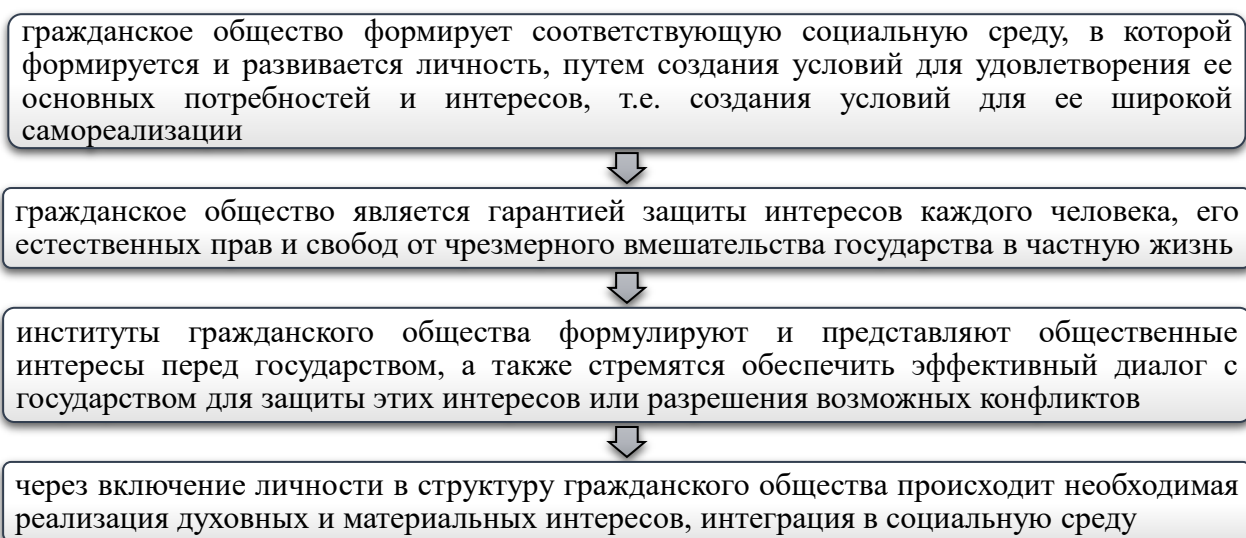 гражданское общество формирует соответствующую социальную среду, в которой
формируется и развивается личность, путем создания условий для удовлетворения ее
основных потребностей и интересов, т.е. создания условий для ее широкой
самореализации
гражданское общество является гарантией защиты интересов каждого человека, его
естественных прав и свобод от чрезмерного вмешательства государства в частную жизнь
институты гражданского общества формулируют и представляют общественные
интересы перед государством, а также стремятся обеспечить эффективный диалог с
государством для защиты этих интересов или разрешения возможных конфликтов
через включение личности в структуру гражданского общества происходит необходимая
реализация духовных и материальных интересов, интеграция в социальную среду